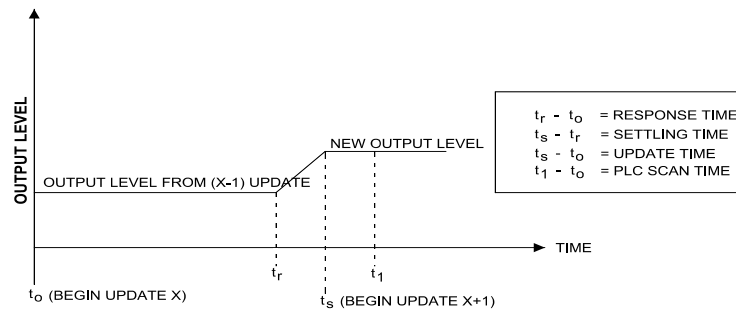 OUTPUT LEVEL
OUTPUT LEVEL FROM (X-1) UPDATE
NEW OUTPUT LEVEL
TIME
tr
t1
to (BEGIN UPDATE X)
ts (BEGIN UPDATE X+1)
tr - to = RESPONSE TIME
ts - tr = SETTLING TIME
ts - to = UPDATE TIME
t1 - to = PLC SCAN TIME